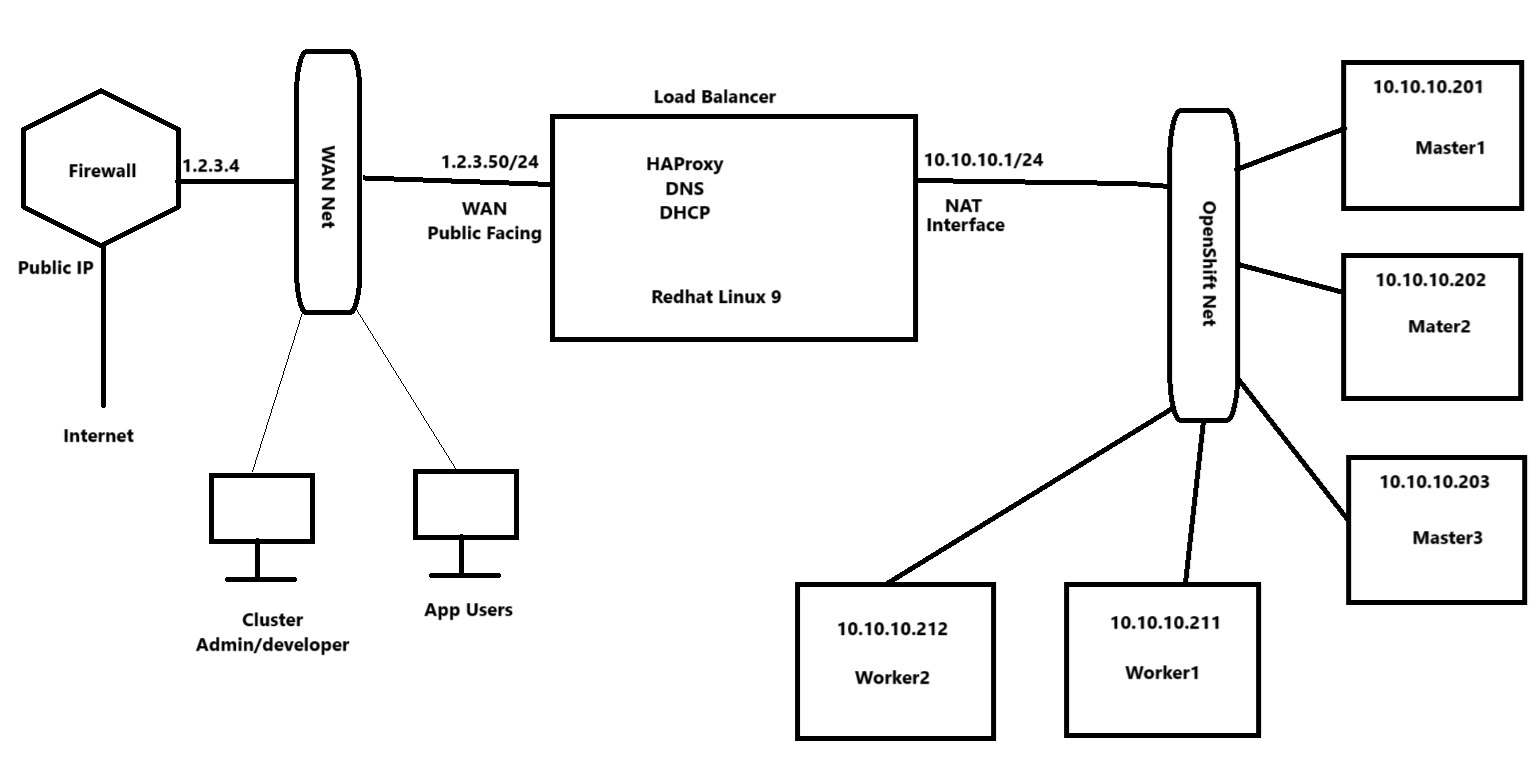 Firewall
Public IP
Internet
1.2.3.4
WAN Net
1.2.3.50/24
WAN
Public Facing
Load Balancer
HAProxy
DNS
DHCP
Redhat Linux 9
10.10.10.1/24
NAT
Interface
OpenShift Net
10.10.10.201
Master1
10.10.10.202
Mater2
10.10.10.203
Master3
Cluster
Admin/developer
App Users
10.10.10.212
Worker2
10.10.10.211
Worker1